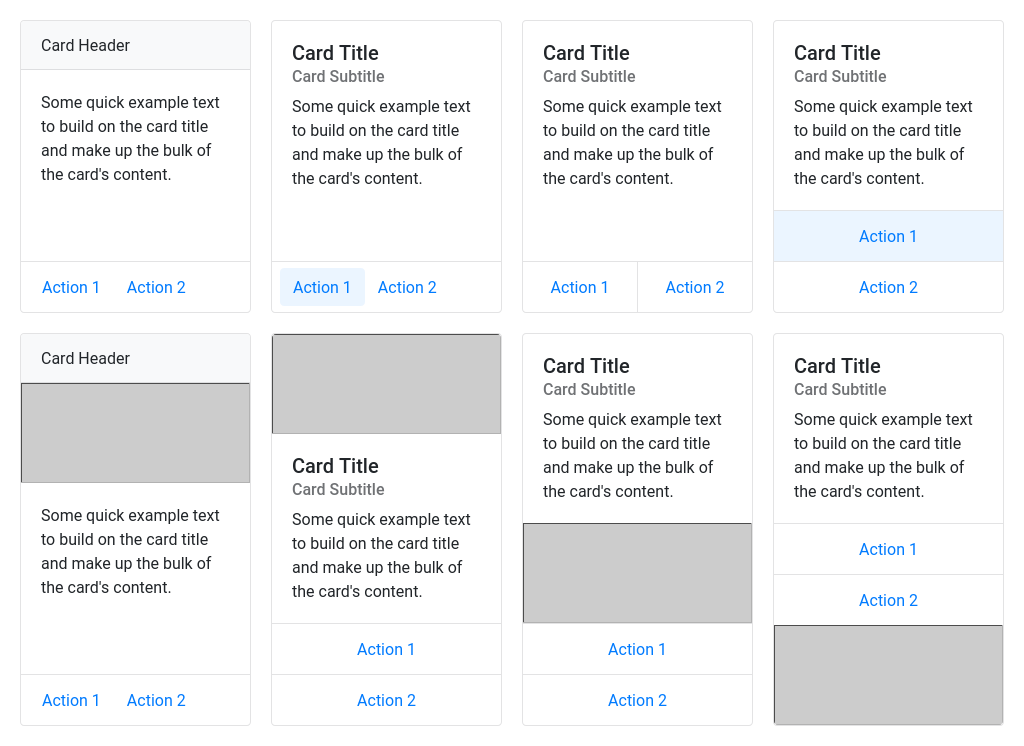 Card Header
Some quick example text
to build on the card title
and make up the bulk of
the card's content.
Action 1 Action 2
Card Title
Card Subtitle
Some quick example text
to build on the card title
and make up the bulk of
the card's content.
Action 1 Action 2
Card Title
Card Subtitle
Some quick example text
to build on the card title
and make up the bulk of
the card's content.
Action 1 Action 2
Card Title
Card Subtitle
Some quick example text
to build on the card title
and make up the bulk of
the card's content.
Action 1
Action 2
Card Header
Some quick example text
to build on the card title
and make up the bulk of
the card's content.
Action 1 Action 2
Card Title
Card Subtitle
Some quick example text
to build on the card title
and make up the bulk of
the card's content.
Action 1
Action 2
Card Title
Card Subtitle
Some quick example text
to build on the card title
and make up the bulk of
the card's content.
Action 1
Action 2
Card Title
Card Subtitle
Some quick example text
to build on the card title
and make up the bulk of
the card's content.
Action 1
Action 2